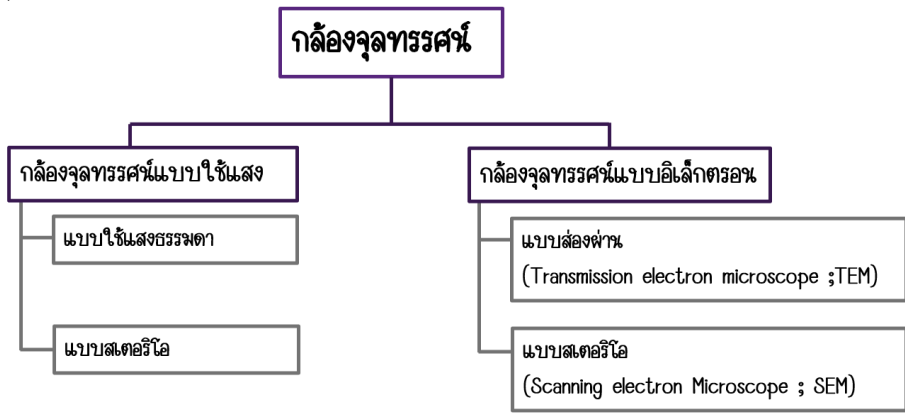 กล้องจุลทรรศน์
กล้องจุลทรรศน์แบบใช้แสง
กล้องจุลทรรศน์แบบอิเล็กตรอน
แบบใช้แสงธรรมดา
แบบสเตอริโอ
แบบส่องผ่าน
(Transmission electron microscope ;TEM)
แบบสเตอริโอ
(Scanning electron Microscope ; SEM)